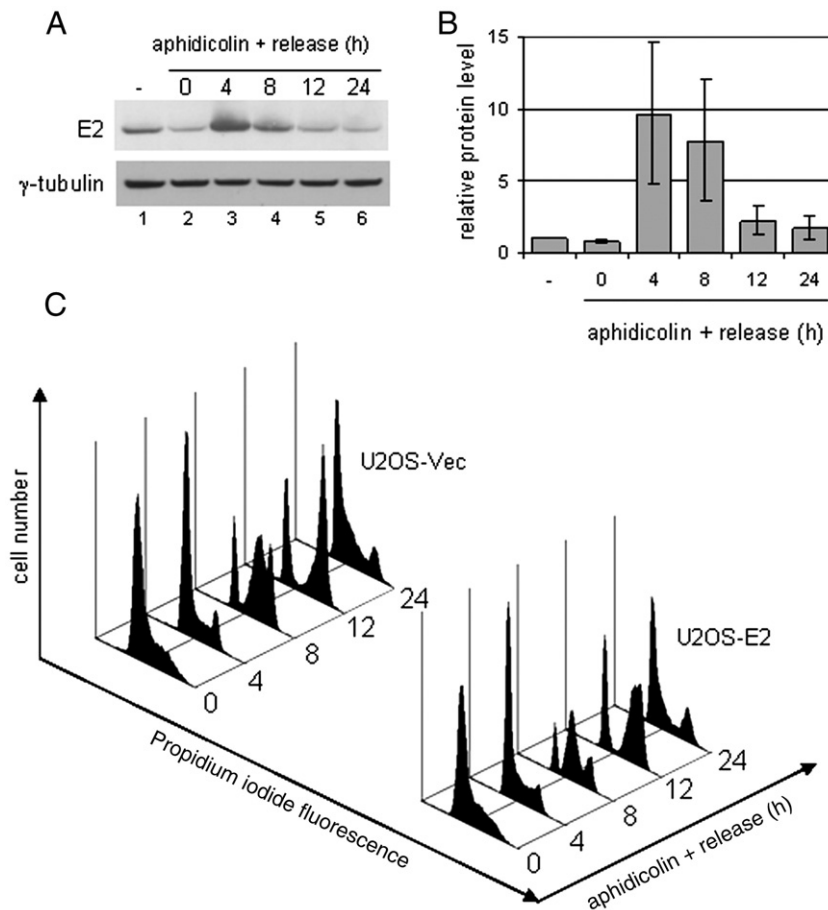 A
aphidicolin + release (h)
- 0 4 8 12 24
E2
γ-tubulin
1 2 3 4 5 6
B
relative protein level
15
10
5
0
- 0 4 8 12 24
aphidicolin + release (h)
C
cell number
U2OS-Vec
0 4 8 12 24
U2OS-E2
0 4 8 12 24
Propidium iodide fluorescence
aphidicolin + release (h)